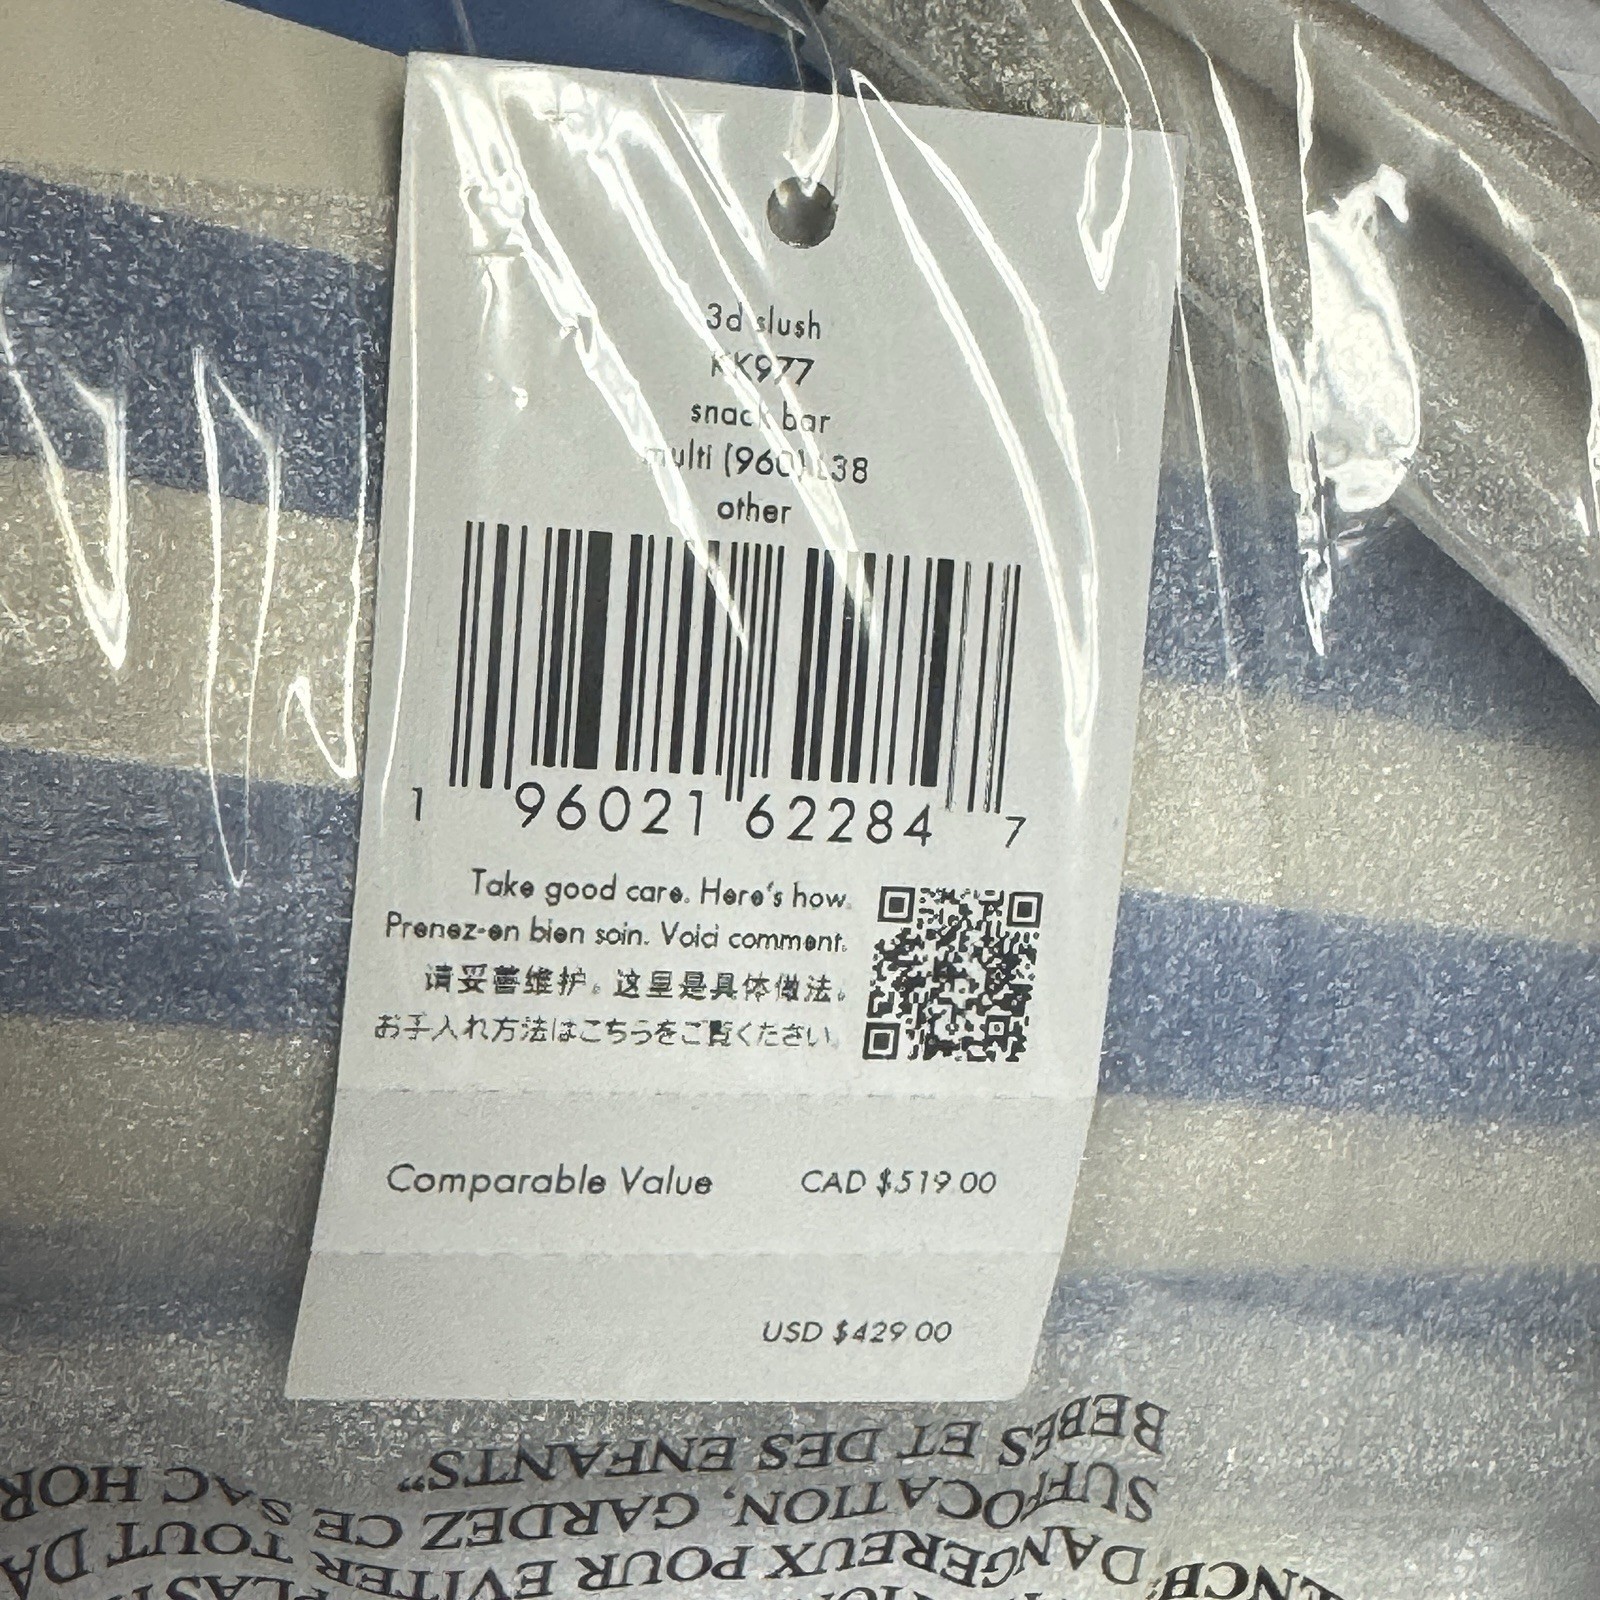 3d slush
KK977
snack bar
multi (960) L38
other
1 96021 62284 7
Take good care. Here's how.
Prenez-en bien soin. Voici comment.
请妥善维护。这里是具体做法。
お手入れ方法はこちらをご覧ください。
Comparable Value CAD $519.00
USD $429.00
BEBES ET DES ENFANTS"
SUFFOCATION, GARDEZ CE SAC HOR
DANGEREUX POUR EVITER TOUT DA